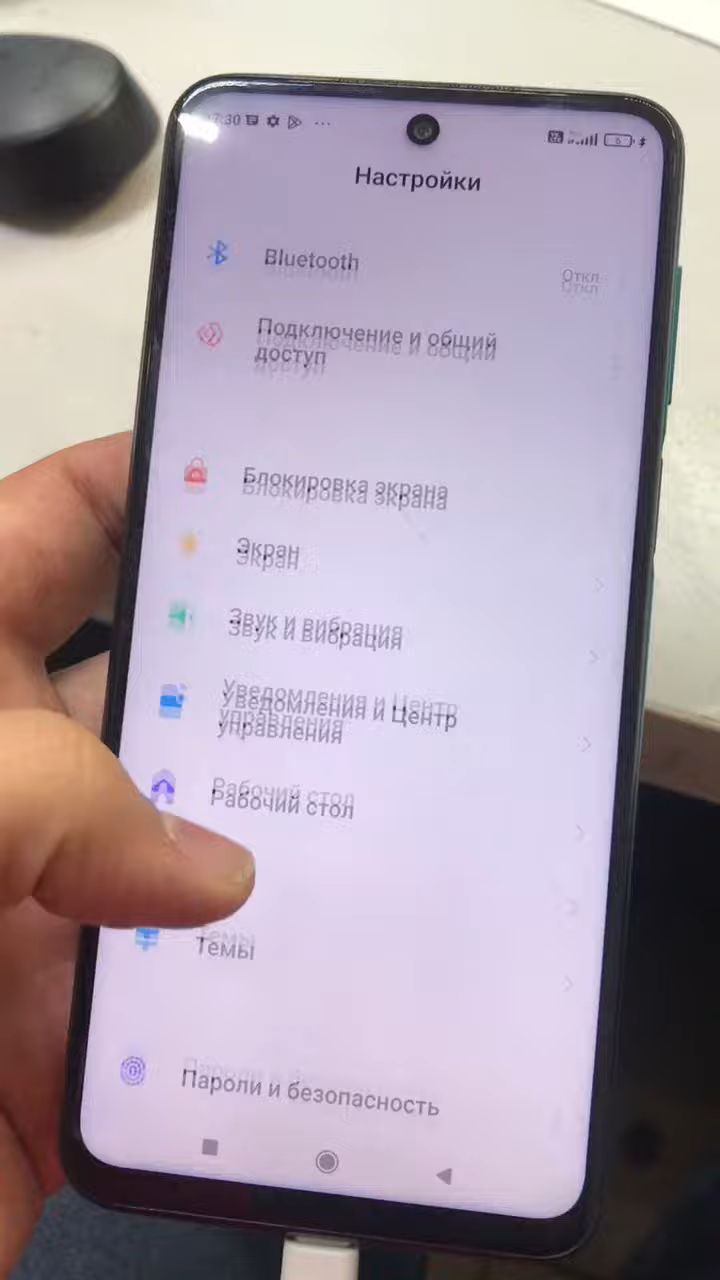 7:30
Настройки
Bluetooth
Откл
Подключение и общий
доступ
Блокировка экрана
Экран
Звук и вибрация
Уведомления и Центр
управления
Рабочий стол
Темы
Пароли и безопасность